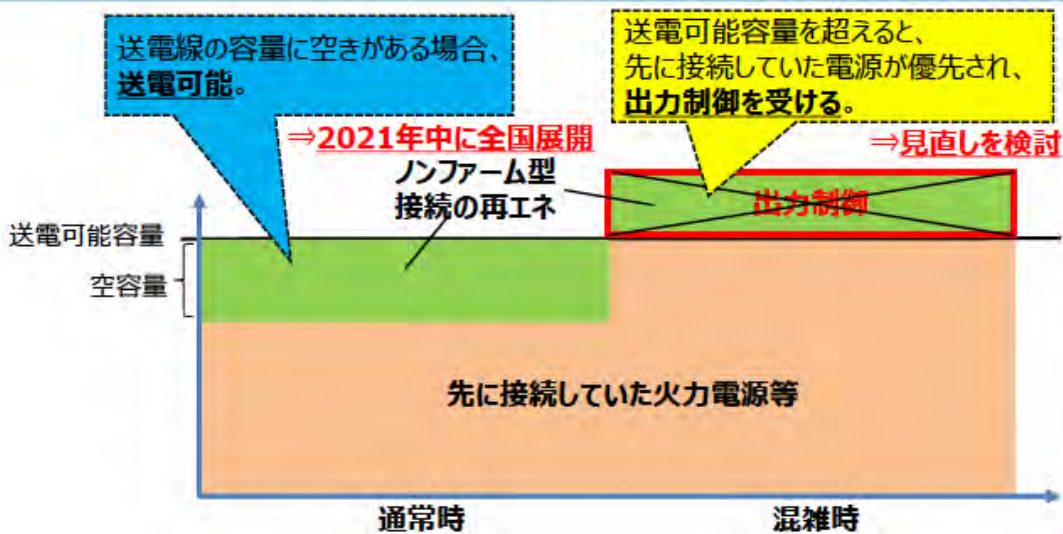 送電線の容量に空きがある場合、
送電可能。
送電可能容量を超えると、
先に接続していた電源が優先され、
出力制御を受ける。
⇒2021年中に全国展開
⇒見直しを検討
ノンファーム型
接続の再エネ
出力制御
送電可能容量
空容量
先に接続していた火力電源等
通常時
混雑時